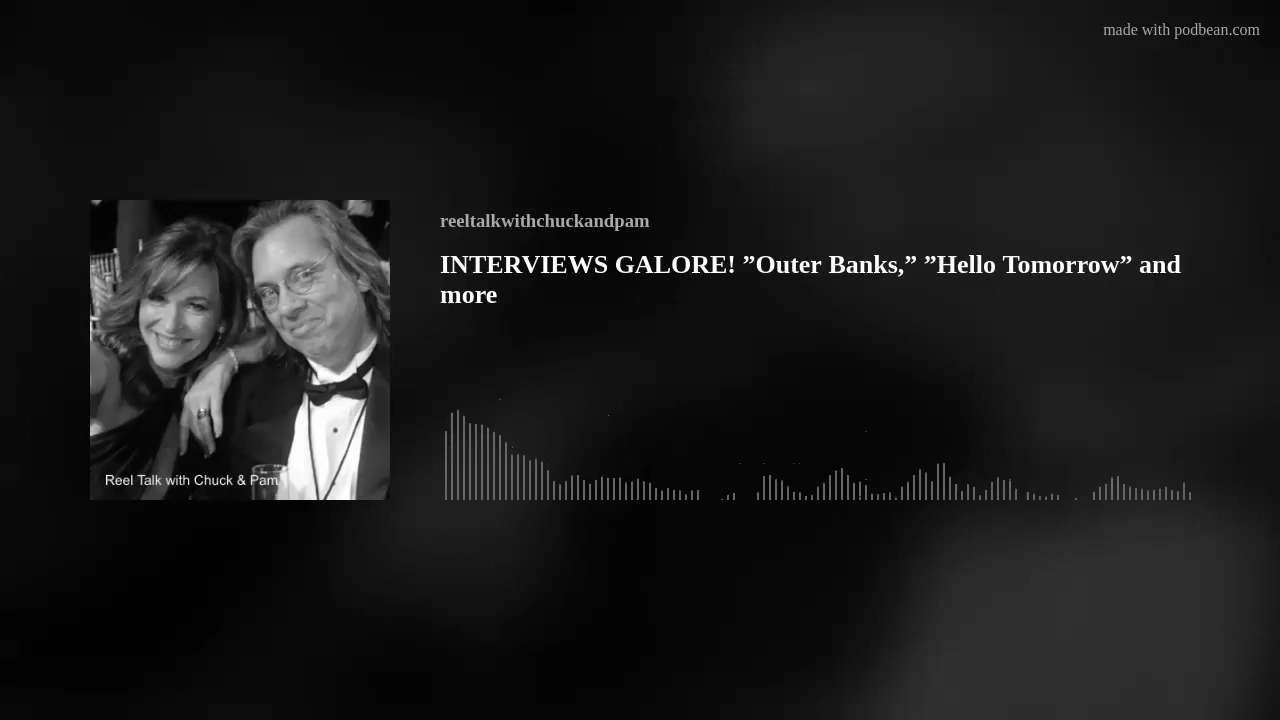 made with podbean.com
reeltalkwithchuckandpam
INTERVIEWS GALORE! ”Outer Banks,” ”Hello Tomorrow” and
more
Reel Talk with Chuck & Pam